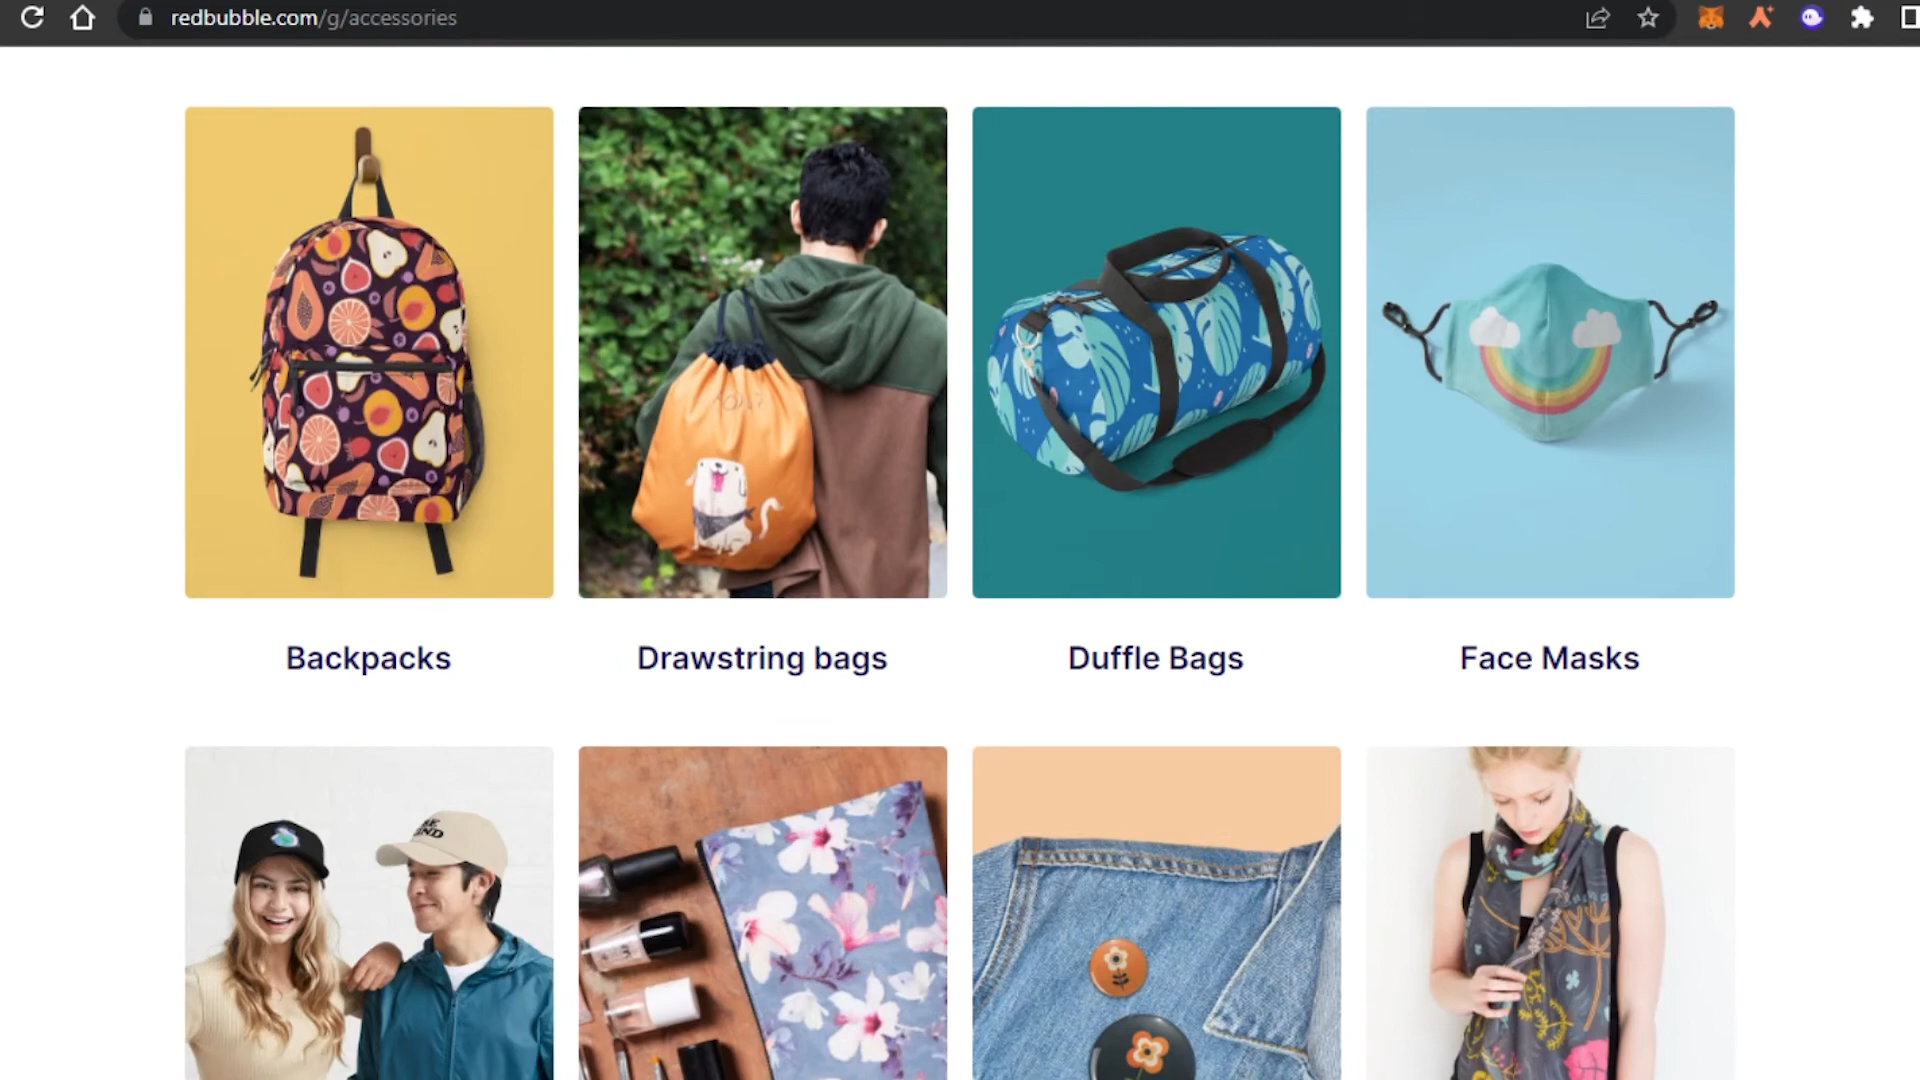 redbubble.com/g/accessories
Backpacks
Drawstring bags
Duffle Bags
Face Masks